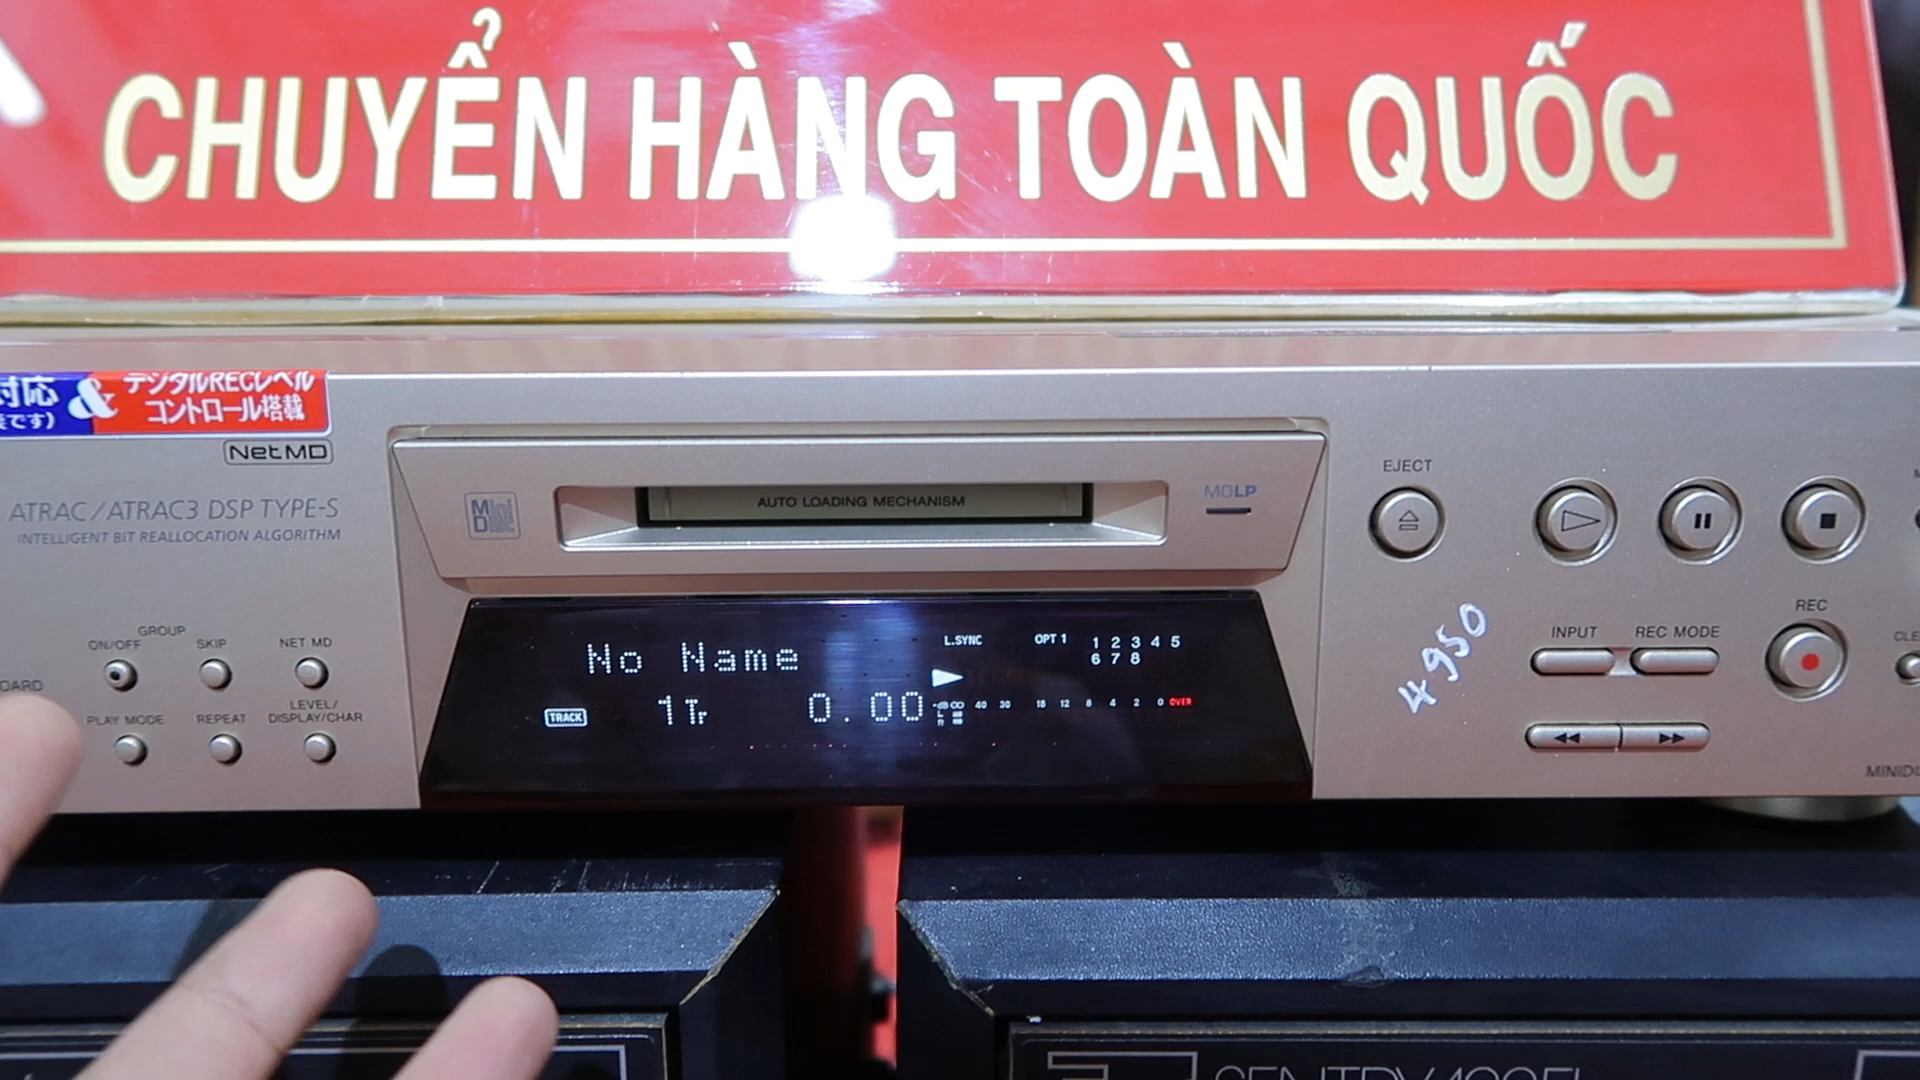 CHUYỂN HÀNG TOÀN QUỐC
対応
です)
&
デジタルRECレベル
コントロール搭載
NetMD
ATRAC/ATRAC3 DSP TYPE-S
INTELLIGENT BIT REALLOCATION ALGORITHM
MD
AUTO LOADING MECHANISM
MDLP
EJECT
GROUP
ON/OFF
SKIP
NET MD
PLAY MODE
REPEAT
LEVEL/
DISPLAY/CHAR
No Name
L.SYNC
OPT 1
1 2 3 4 5
6 7 8
TRACK
1Tr
0.00
-dB ∞ 40 30 18 12 8 4 2 0 OVER
L
R
4950
INPUT
REC MODE
REC